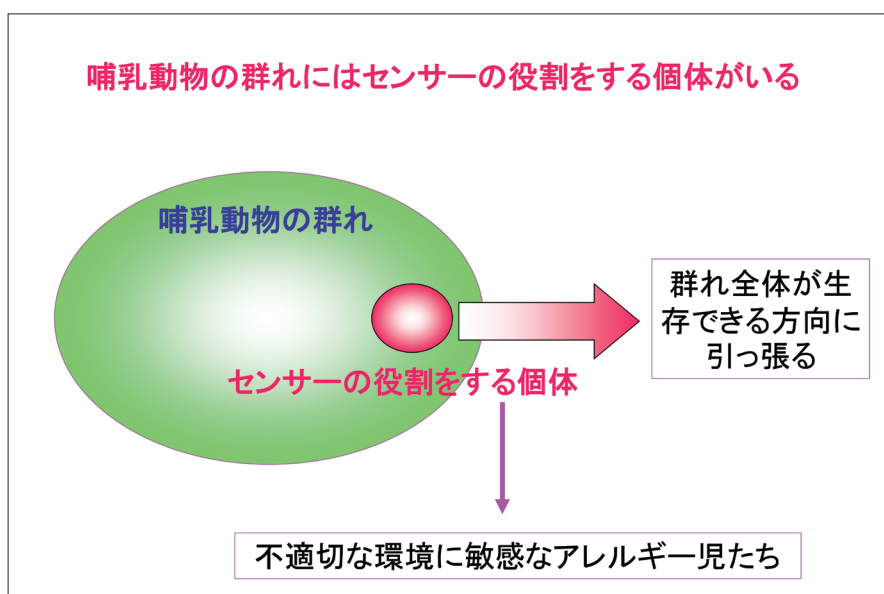 哺乳動物の群れにはセンサーの役割をする個体がいる
哺乳動物の群れ
群れ全体が生
存できる方向に
引っ張る
センサーの役割をする個体
不適切な環境に敏感なアレルギー児たち